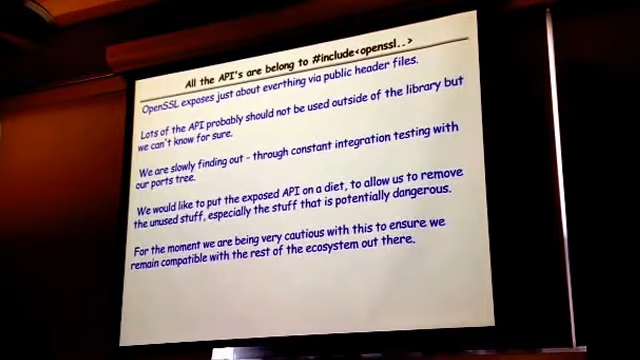 All the API's are belong to #include<openssl..>
OpenSSL exposes just about everthing via public header files.
Lots of the API probably should not be used outside of the library but
we can't know for sure.
We are slowly finding out - through constant integration testing with
our ports tree.
We would like to put the exposed API on a diet, to allow us to remove
the unused stuff, especially the stuff that is potentially dangerous.
For the moment we are being very cautious with this to ensure we
remain compatible with the rest of the ecosystem out there.